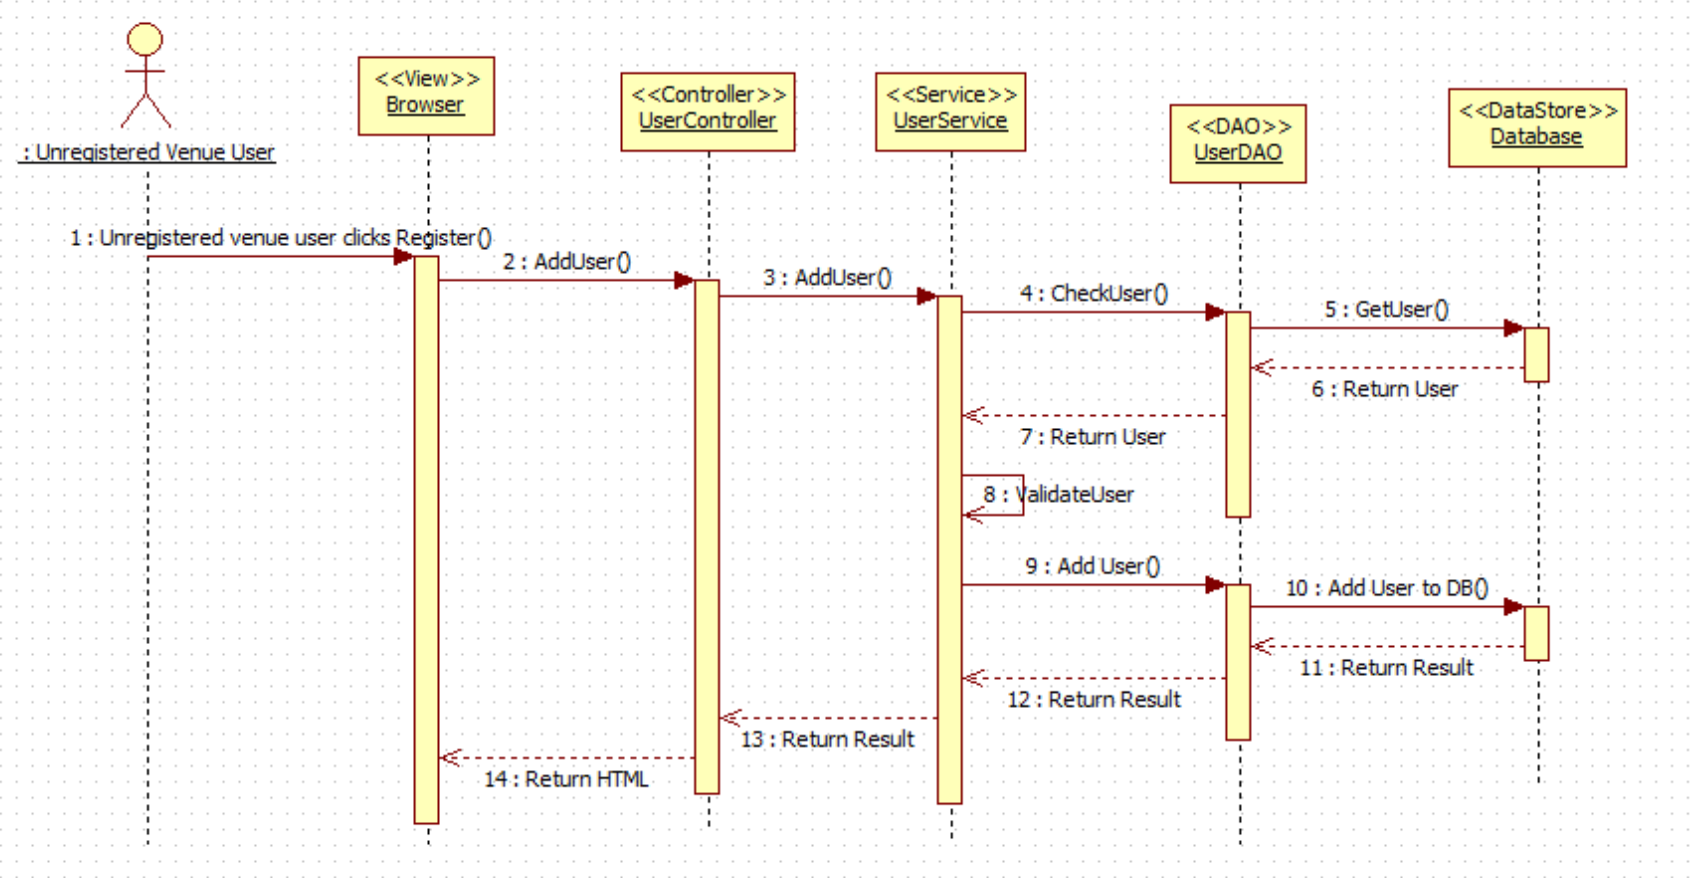 <<View>>
Browser
<<Controller>>
UserController
<<Service>>
UserService
<<DAO>>
UserDAO
<<DataStore>>
Database
: Unregistered Venue User
1 : Unregistered venue user clicks Register()
2 : AddUser()
3 : AddUser()
4 : CheckUser()
5 : GetUser()
6 : Return User
7 : Return User
8 : ValidateUser
9 : Add User()
10 : Add User to DB()
11 : Return Result
12 : Return Result
13 : Return Result
14 : Return HTML